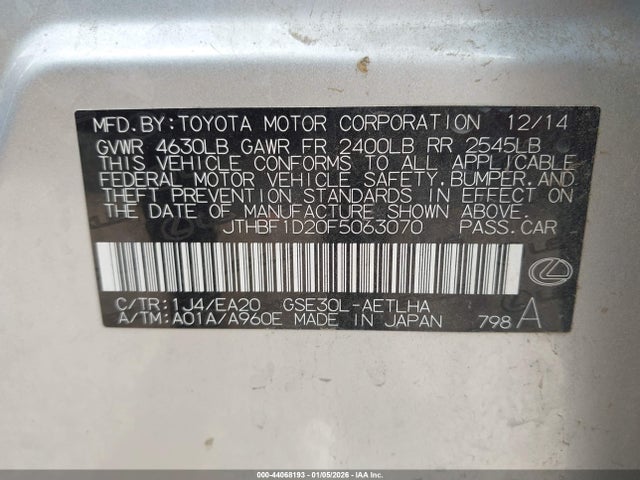 MFD.BY:TOYOTA MOTOR CORPORATION 12/14
GVWR 4630LB GAWR FR 2400LB RR 2545LB
THIS VEHICLE CONFORMS TO ALL APPLICABLE
FEDERAL MOTOR VEHICLE SAFETY,BUMPER,AND
THEFT PREVENTION STANDARDS IN EFFECT ON
THE DATE OF MANUFACTURE SHOWN ABOVE.
JTHBF1D20F5063070 PASS.CAR
C/TR:1J4/EA20 GSE30L-AETLHA
A/TM:A01A/A960E MADE IN JAPAN 798 A
000-44068193 - 01/05/2026 - Copyright IAAI, Inc.